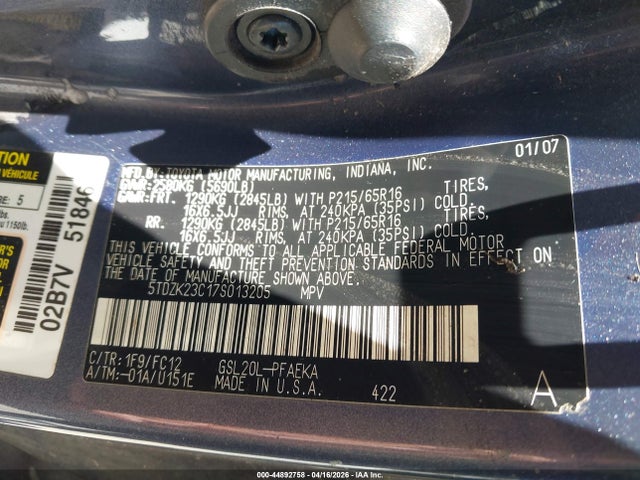 MFD.BY:TOYOTA MOTOR MANUFACTURING, INDIANA, INC. 01/07
GVWR:2580KG (5690LB)
GAWR:FRT. 1290KG (2845LB) WITH P215/65R16 TIRES,
16X6.5JJ RIMS, AT 240KPA (35PSI) COLD.
RR. 1290KG (2845LB) WITH P215/65R16 TIRES,
16X6.5JJ RIMS, AT 240KPA (35PSI) COLD.
THIS VEHICLE CONFORMS TO ALL APPLICABLE FEDERAL MOTOR
VEHICLE SAFETY, BUMPER, AND THEFT PREVENTION STANDARDS
IN EFFECT ON THE DATE OF MANUFACTURE SHOWN ABOVE.
5TDZK23C17S013205 MPV
C/TR:1F9/FC12 GSL20L-PFAEKA
A/TM:-01A/U151E MADE IN U.S.A. 422 A
VÉHICULE
5
1150lb.
02B7V 51846
000-44892758 - 04/16/2026 - IAA Inc.